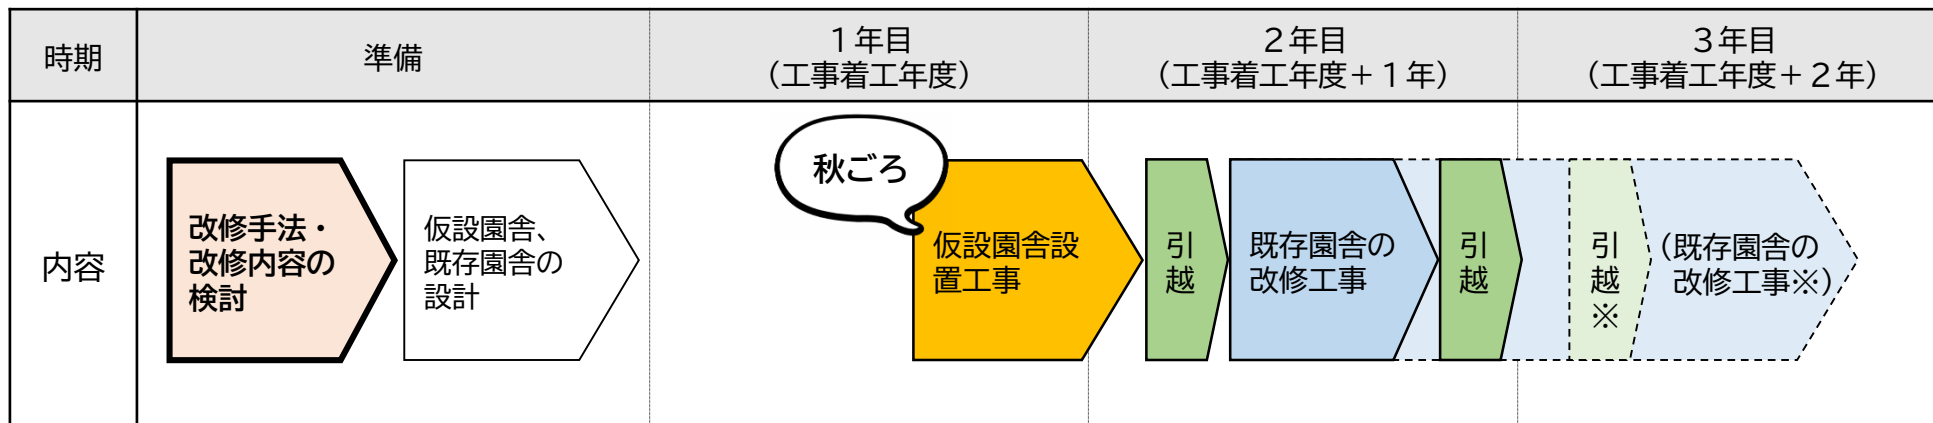 時期
準備
１年目
（工事着工年度）
２年目
（工事着工年度＋１年）
３年目
（工事着工年度＋２年）
内容
改修手法・
改修内容の
検討
仮設園舎、
既存園舎の
設計
秋ごろ
仮設園舎設
置工事
引
越
既存園舎の
改修工事
引
越
引
越
※
（既存園舎の
改修工事※）